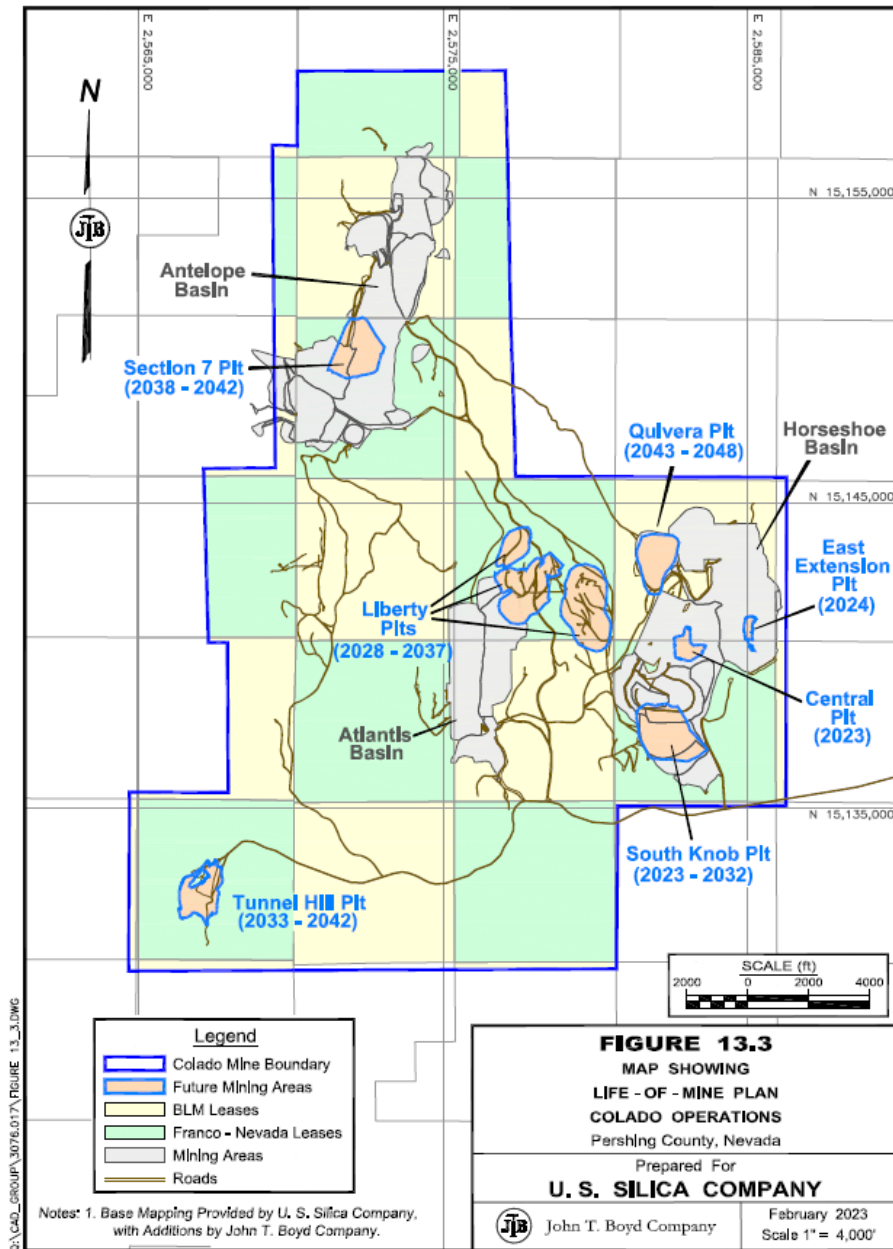 E 2,565,000
E 2,575,000
E 2,585,000
N
JTB
N 15,155,000
Antelope
Basin
Section 7 Pit
(2038 - 2042)
Quivera Pit
(2043 - 2048)
Horseshoe
Basin
N 15,145,000
East
Extension
Pit
(2024)
Liberty
Pits
(2028 - 2037)
Central
Pit
(2023)
Atlantis
Basin
N 15,135,000
South Knob Pit
(2023 - 2032)
Tunnel Hill Pit
(2033 - 2042)
SCALE (ft)
2000 0 2000 4000
Legend
Colado Mine Boundary
Future Mining Areas
BLM Leases
Franco - Nevada Leases
Mining Areas
Roads
Notes: 1. Base Mapping Provided by U. S. Silica Company,
with Additions by John T. Boyd Company.
FIGURE 13.3
MAP SHOWING
LIFE - OF - MINE PLAN
COLADO OPERATIONS
Pershing County, Nevada
Prepared For
U. S. SILICA COMPANY
JTB John T. Boyd Company
February 2023
Scale 1" = 4,000'
Q:\CAD_GROUP\3076.017\FIGURE 13_3.DWG